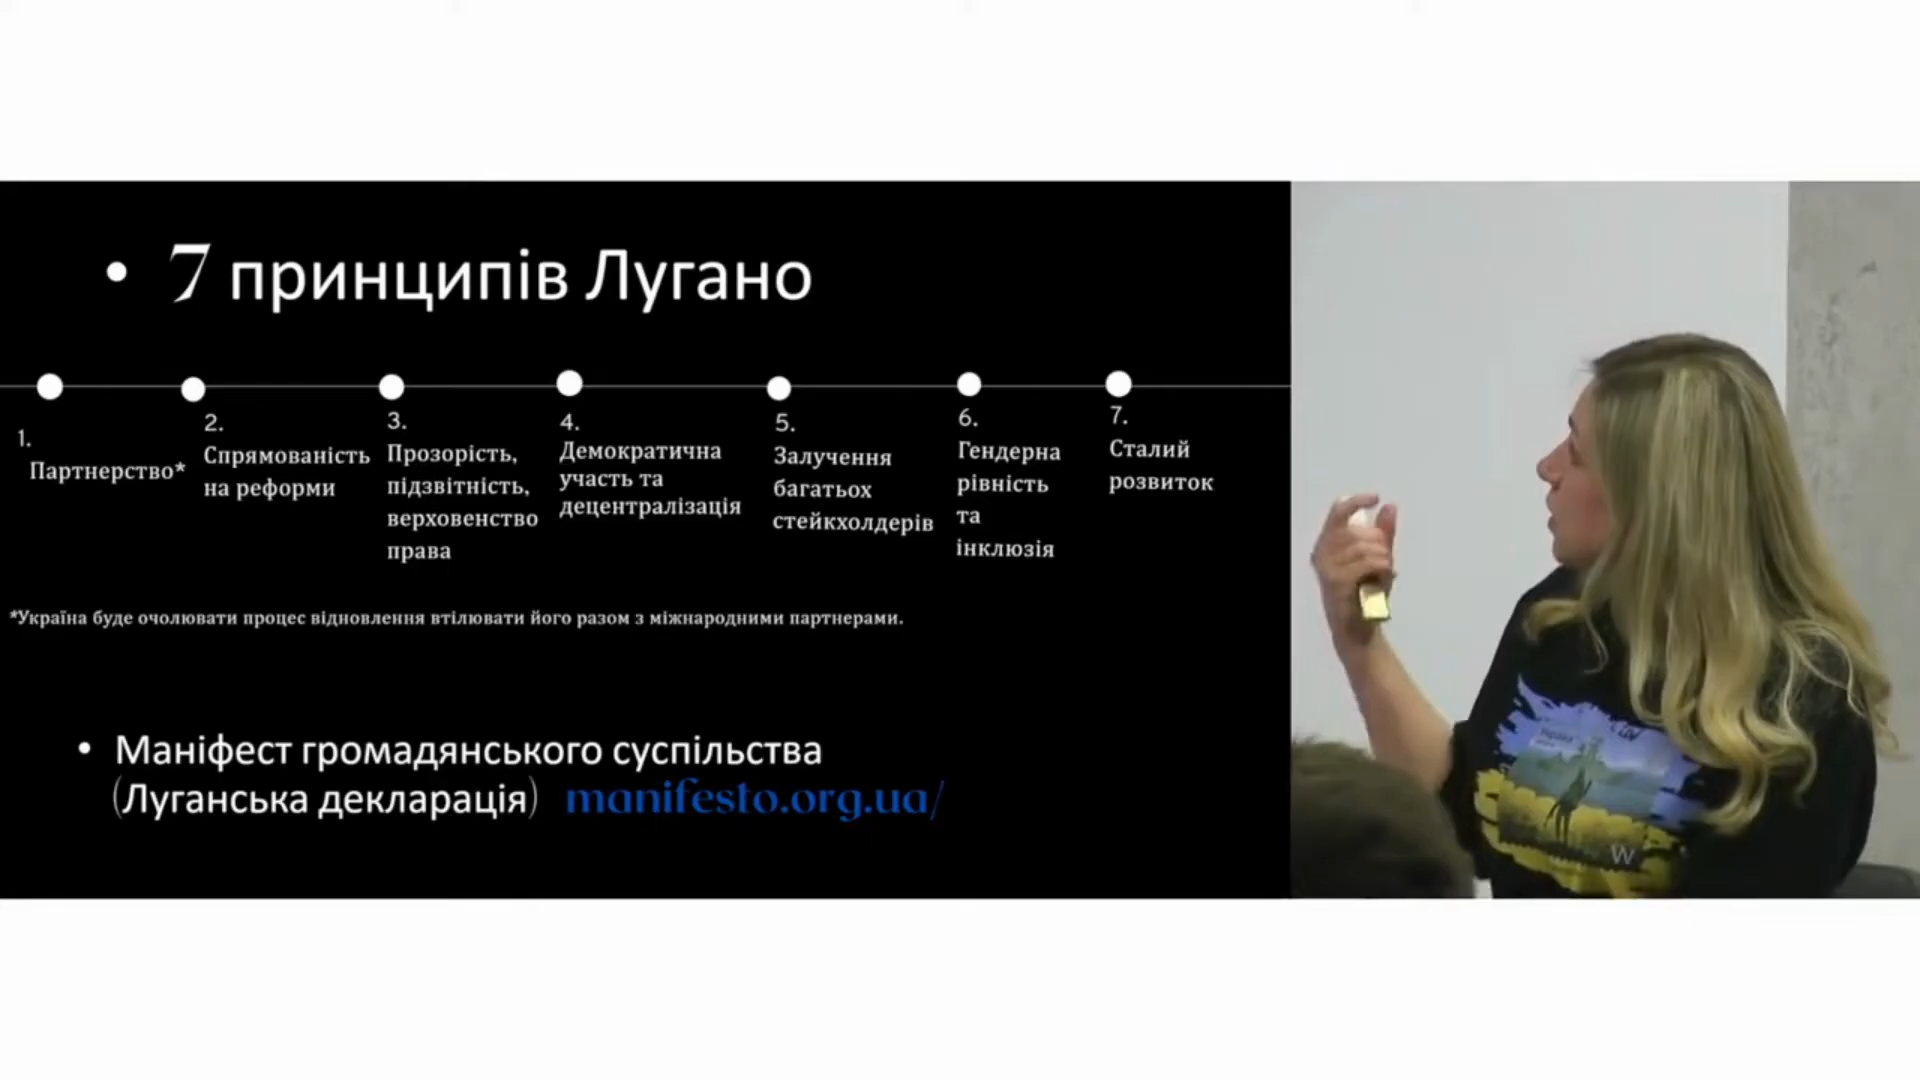 • 7 принципів Лугано
1.
Партнерство*
2.
Спрямованість
на реформи
3.
Прозорість,
підзвітність,
верховенство
права
4.
Демократична
участь та
децентралізація
5.
Залучення
багатьох
стейкхолдерів
6.
Гендерна
рівність
та
інклюзія
7.
Сталий
розвиток
*Україна буде очолювати процес відновлення втілювати його разом з міжнародними партнерами.
• Маніфест громадянського суспільства
(Луганська декларація) manifesto.org.ua/
W